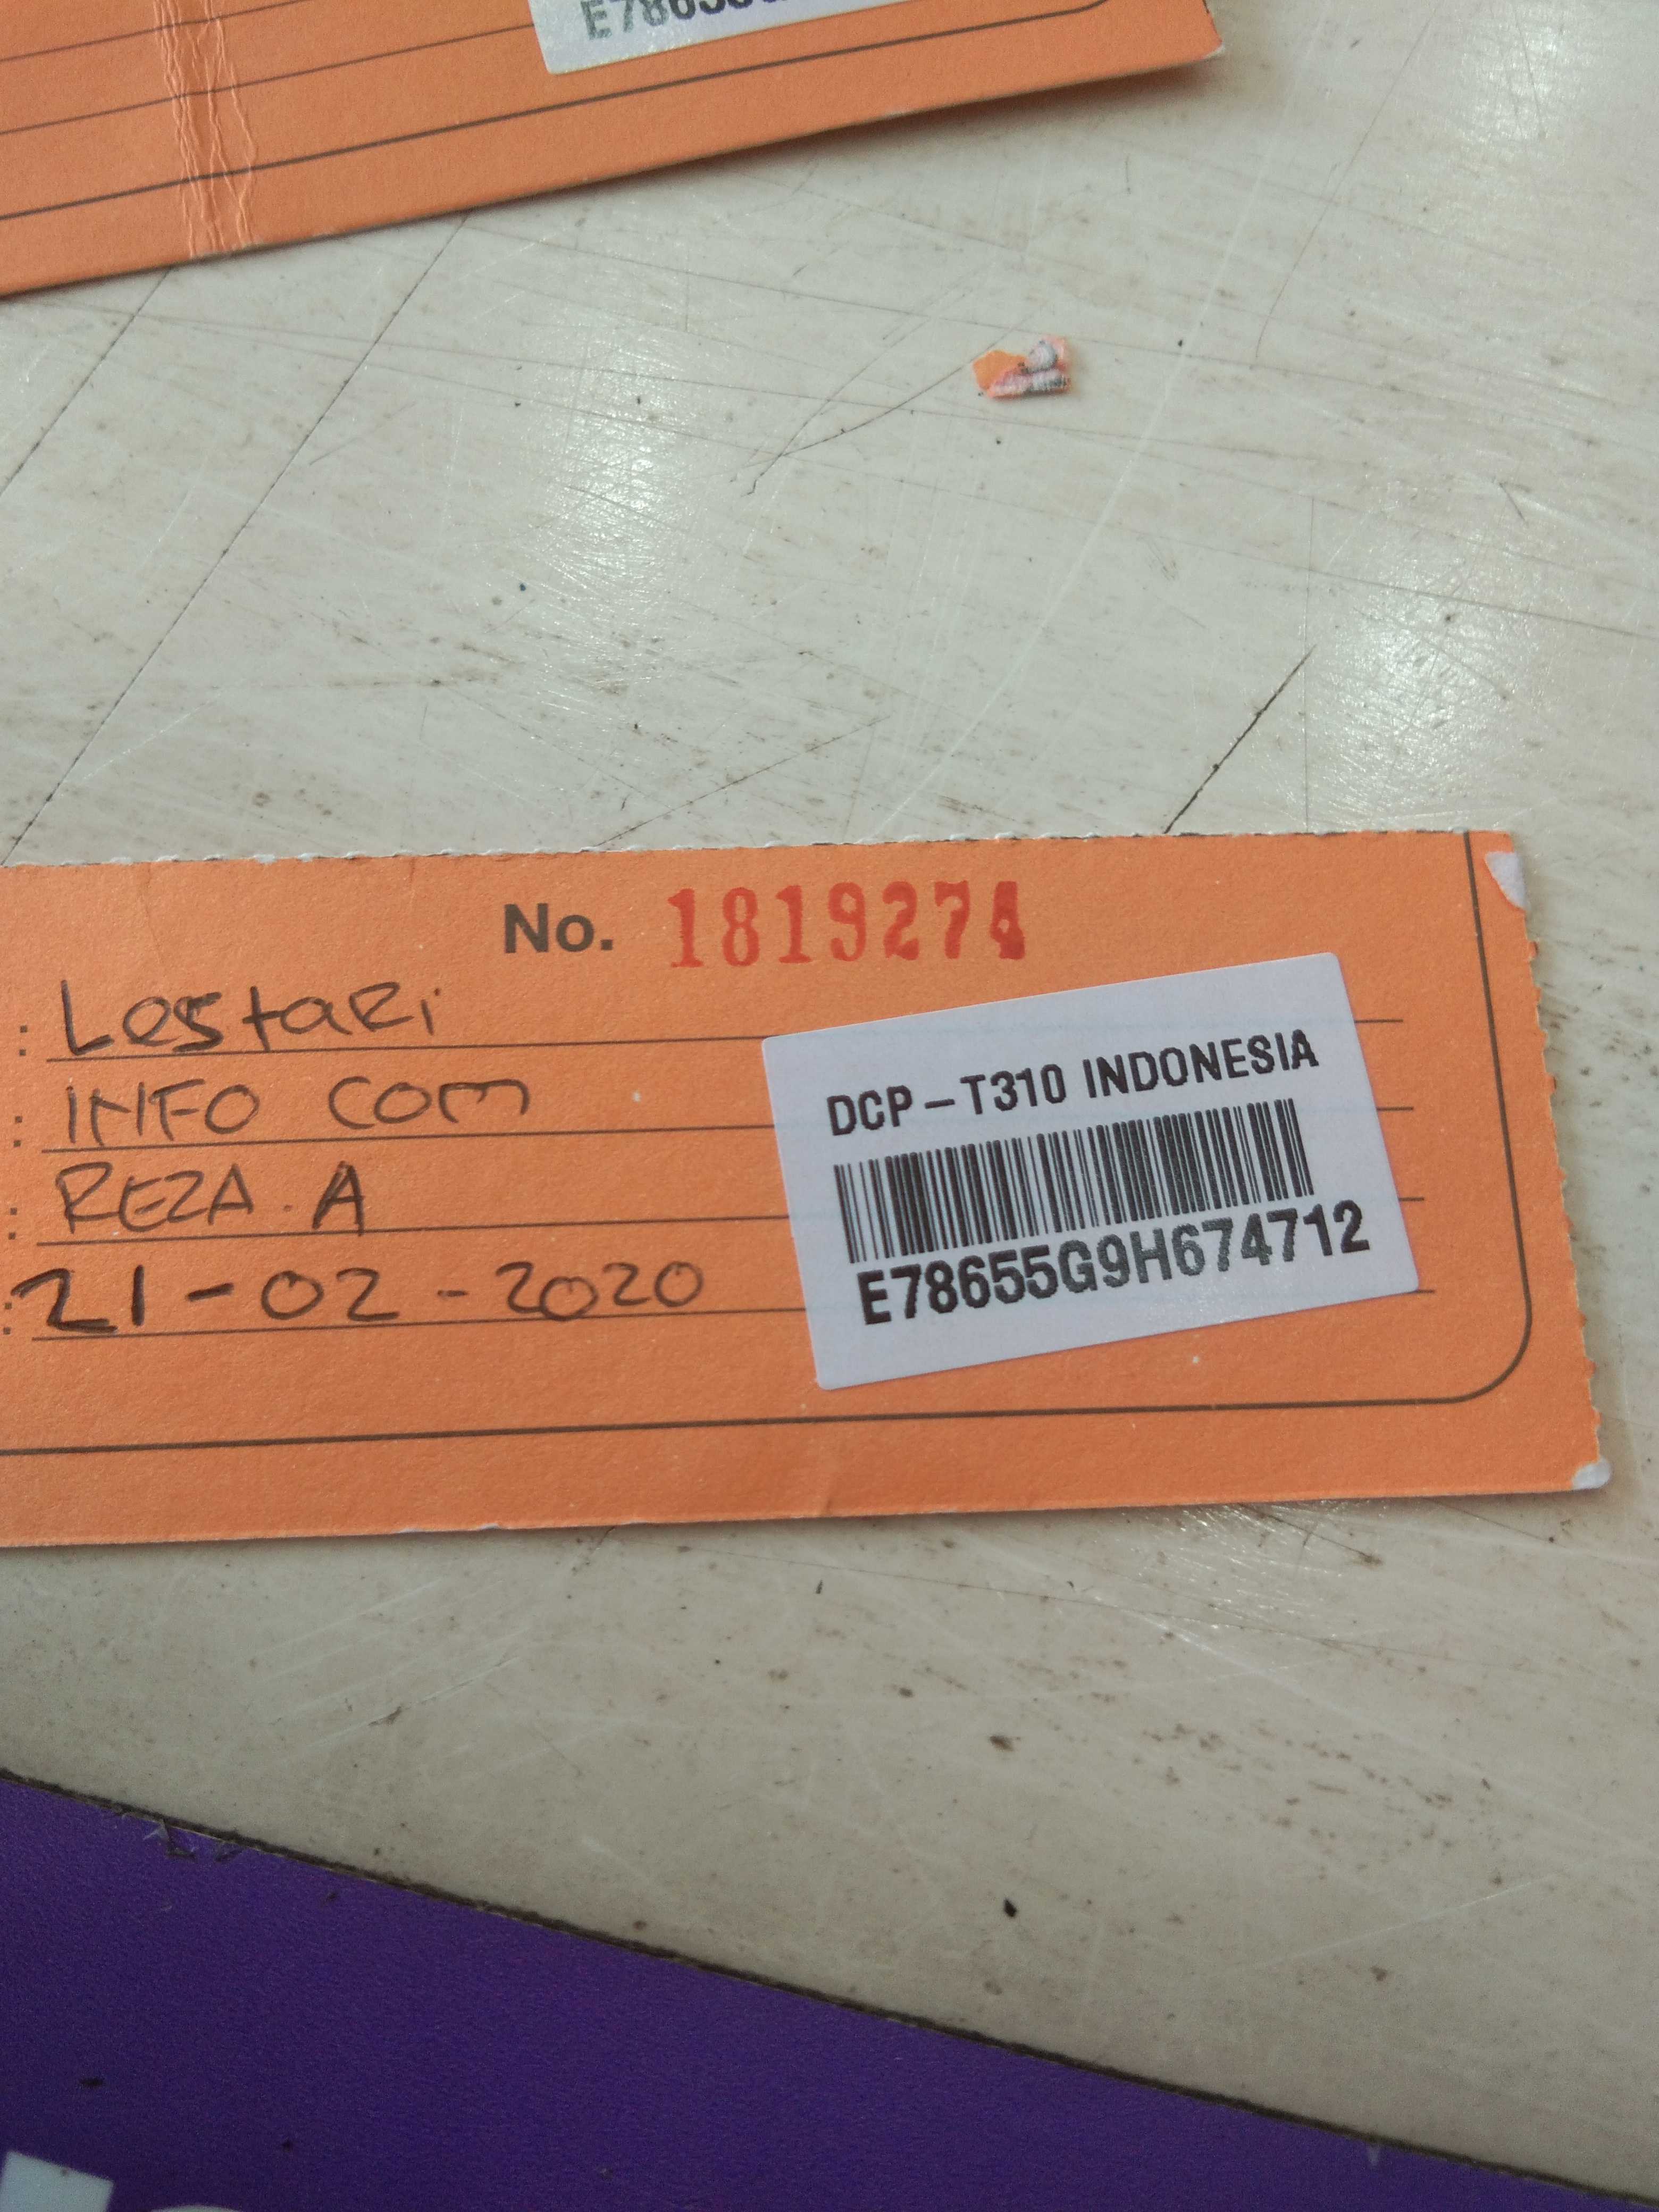 No. 1819274
: Lestari
: INFO COM
: REZA. A
: 21-02-2020
DCP-T310 INDONESIA
E78655G9H674712